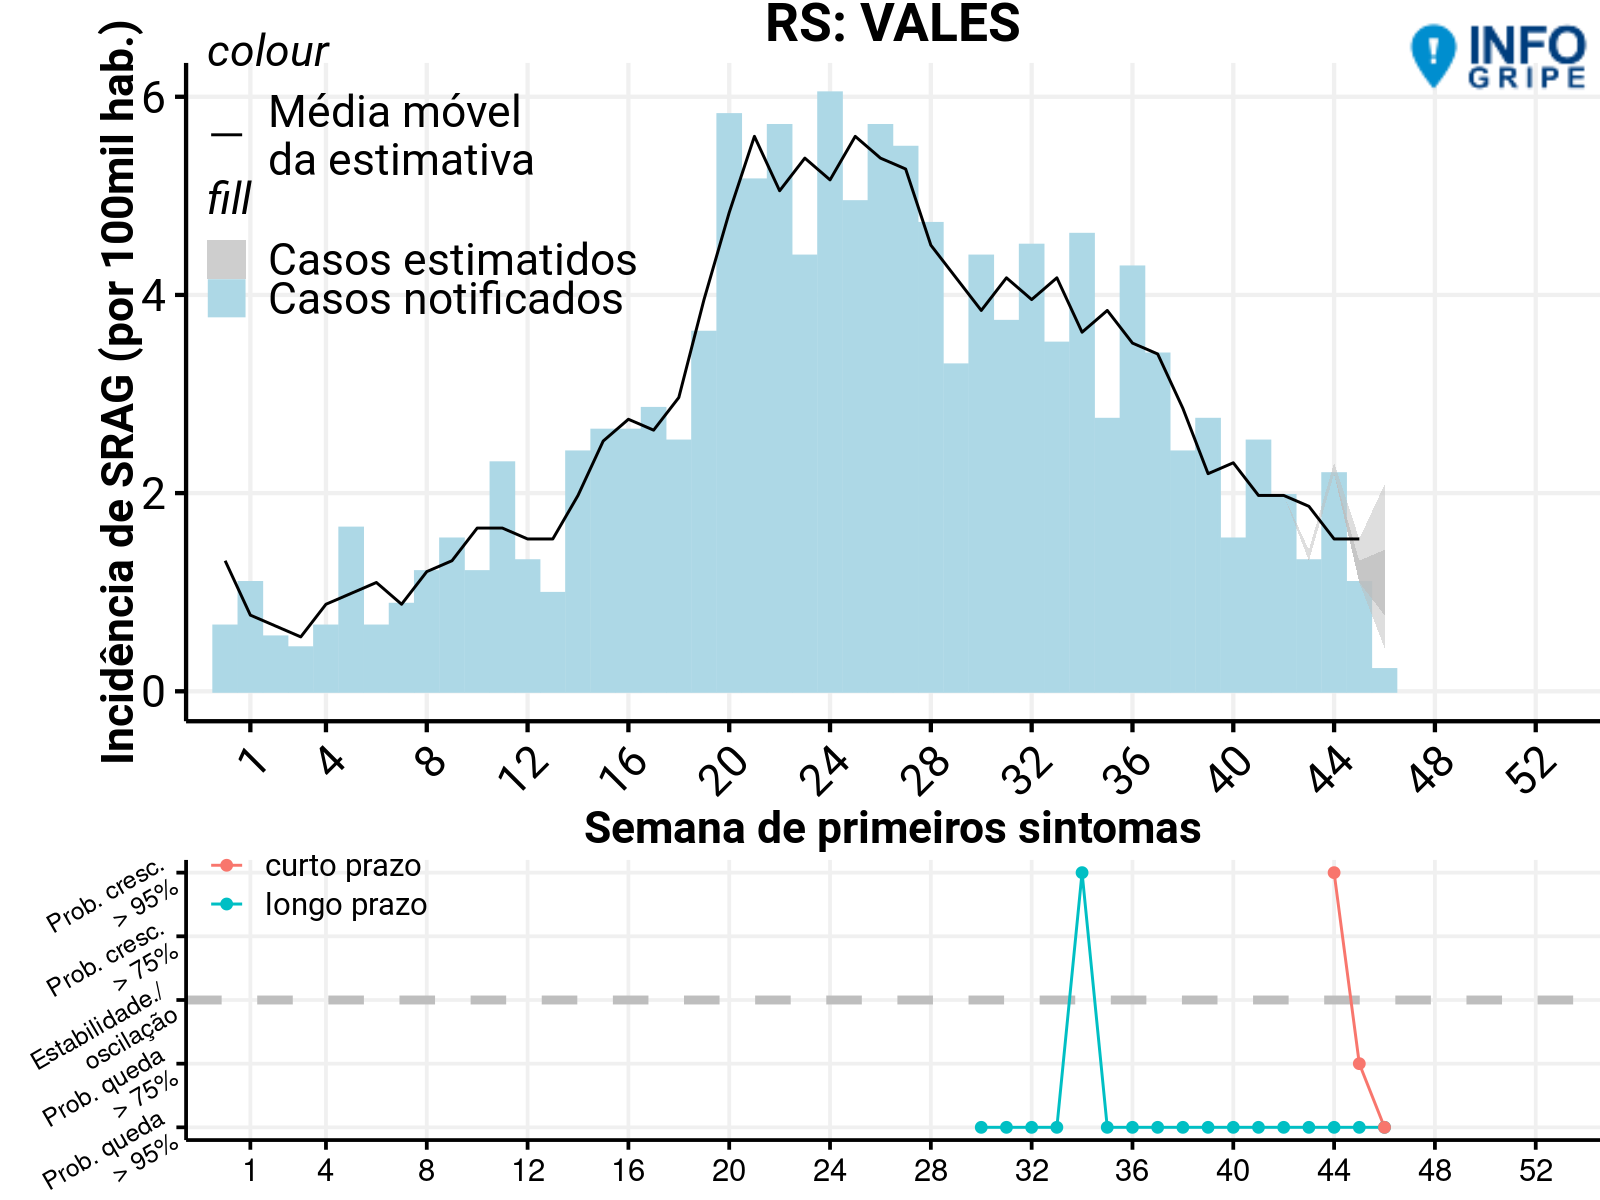 RS: VALES
INFO
GRIPE
colour
Média móvel
da estimativa
fill
Casos estimatidos
Casos notificados
Incidência de SRAG (por 100mil hab.)
6
4
2
0
1 4 8 12 16 20 24 28 32 36 40 44 48 52
Semana de primeiros sintomas
curto prazo
longo prazo
Prob. cresc.
> 95%
Prob. cresc.
> 75%
Estabilidade./
oscilação
Prob. queda
> 75%
Prob. queda
> 95%
1 4 8 12 16 20 24 28 32 36 40 44 48 52